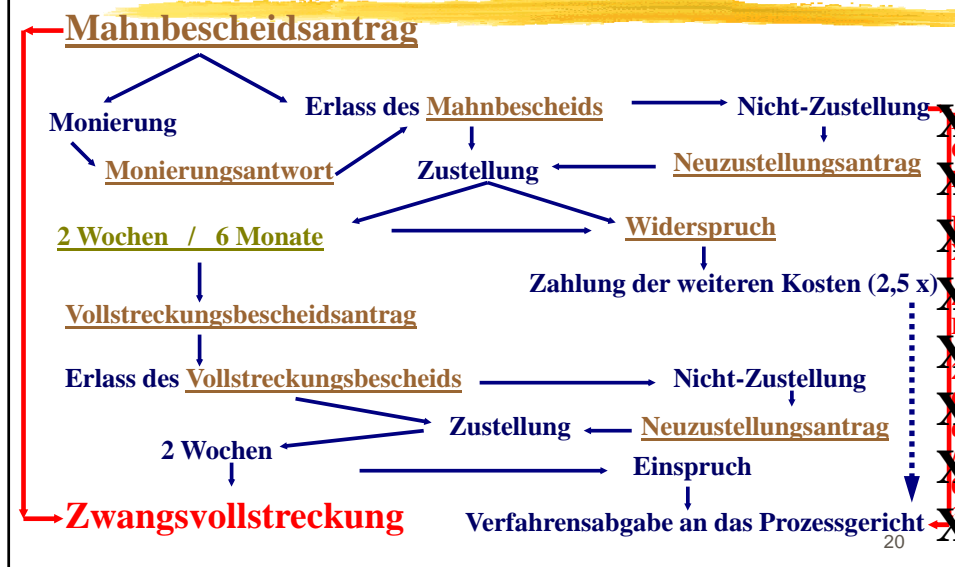 Mahnbescheidsantrag
Erlass des Mahnbescheids
Nicht-Zustellung
Monierung
Monierungsantwort
Zustellung
Neuzustellungsantrag
2 Wochen / 6 Monate
Widerspruch
Zahlung der weiteren Kosten (2,5 x)
Vollstreckungsbescheidsantrag
Erlass des Vollstreckungsbescheids
Nicht-Zustellung
Zustellung
Neuzustellungsantrag
2 Wochen
Einspruch
Zwangsvollstreckung
Verfahrensabgabe an das Prozessgericht
20
X
X
X
X
X
X
X
X